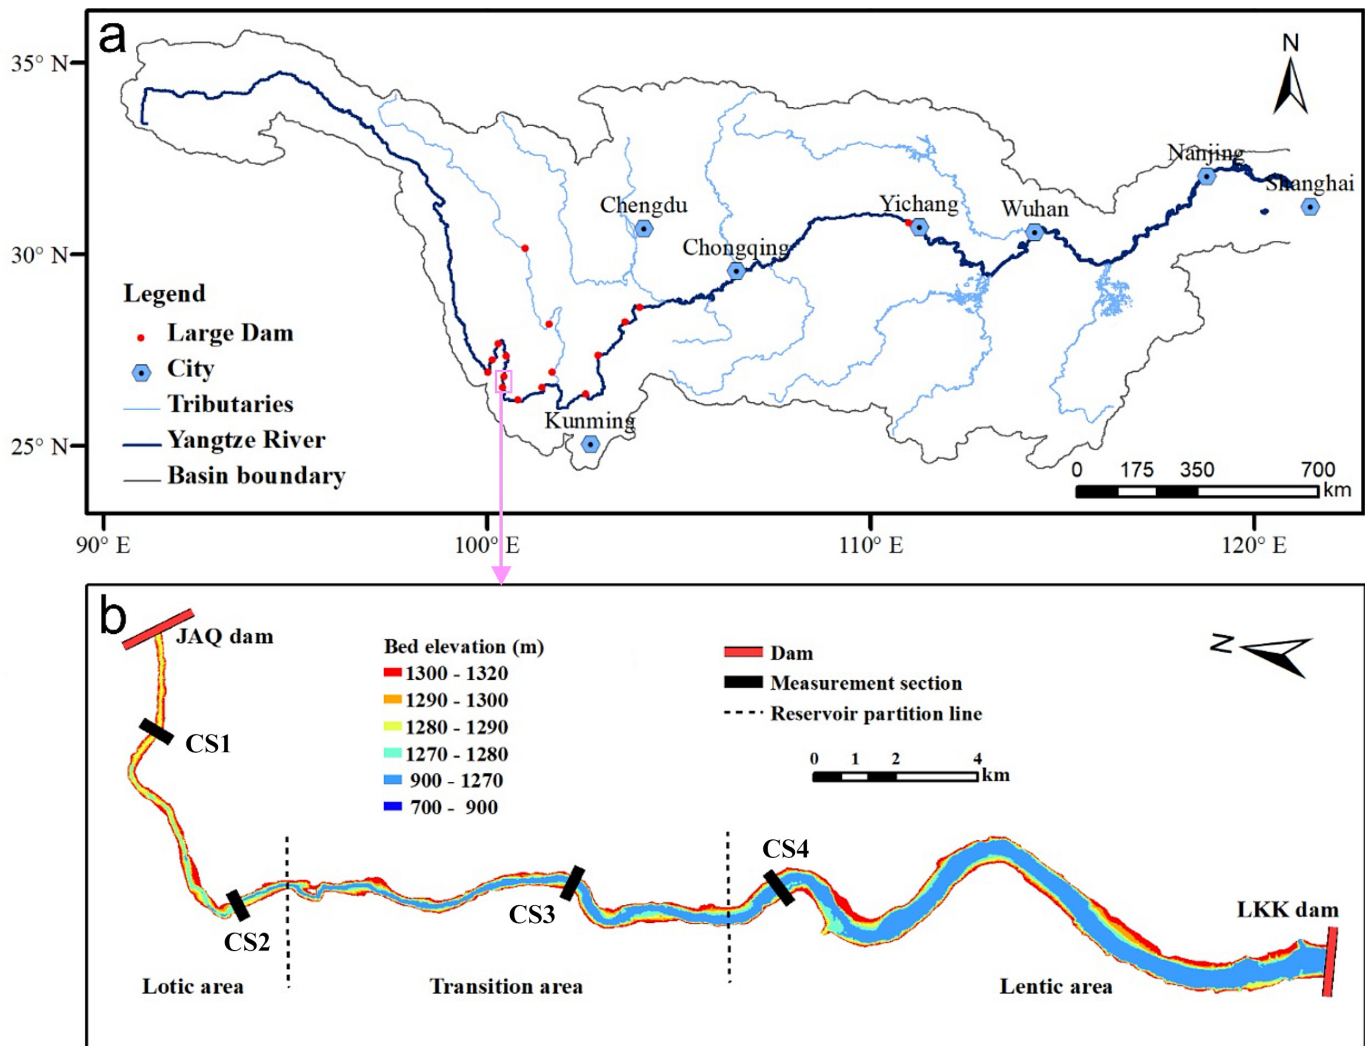 a
35° N
30° N
25° N
N
Nanjing
Shanghai
Yichang
Wuhan
Chengdu
Chongqing
Kunming
Legend
Large Dam
City
Tributaries
Yangtze River
Basin boundary
0 175 350 700
km
90° E 100° E 110° E 120° E
b
JAQ dam
Bed elevation (m)
1300 - 1320
1290 - 1300
1280 - 1290
1270 - 1280
900 - 1270
700 - 900
Dam
Measurement section
Reservoir partition line
N
0 1 2 4
km
CS1
CS2
CS3
CS4
LKK dam
Lotic area
Transition area
Lentic area